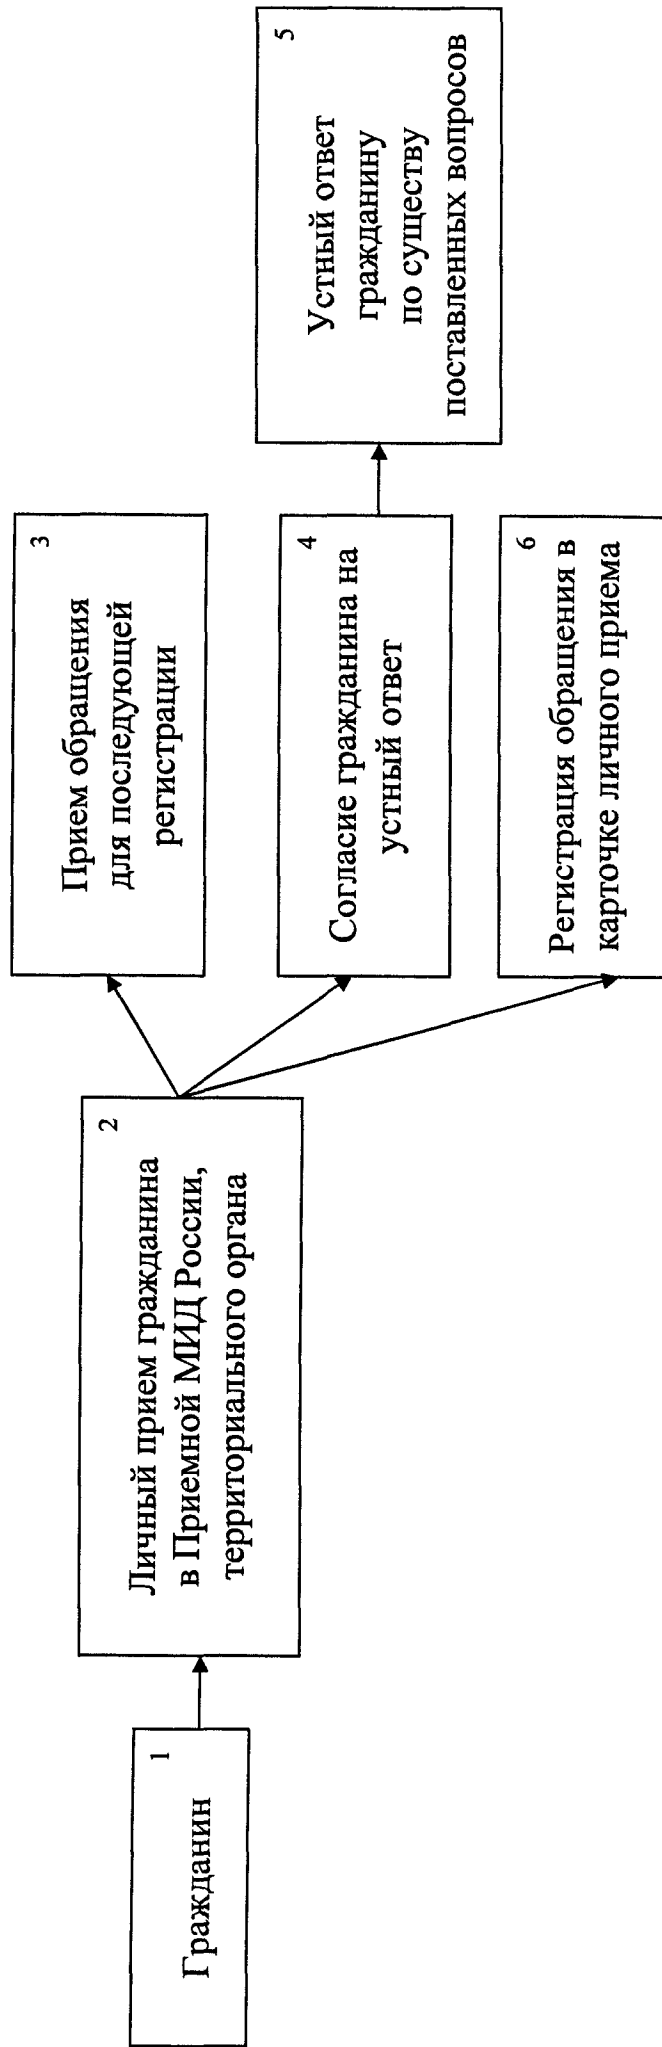 1
Гражданин
2
Личный прием гражданина
в Приемной МИД России,
территориального органа
3
Прием обращения
для последующей
регистрации
4
Согласие гражданина на
устный ответ
5
Устный ответ
гражданину
по существу
поставленных вопросов
6
Регистрация обращения в
карточке личного приема